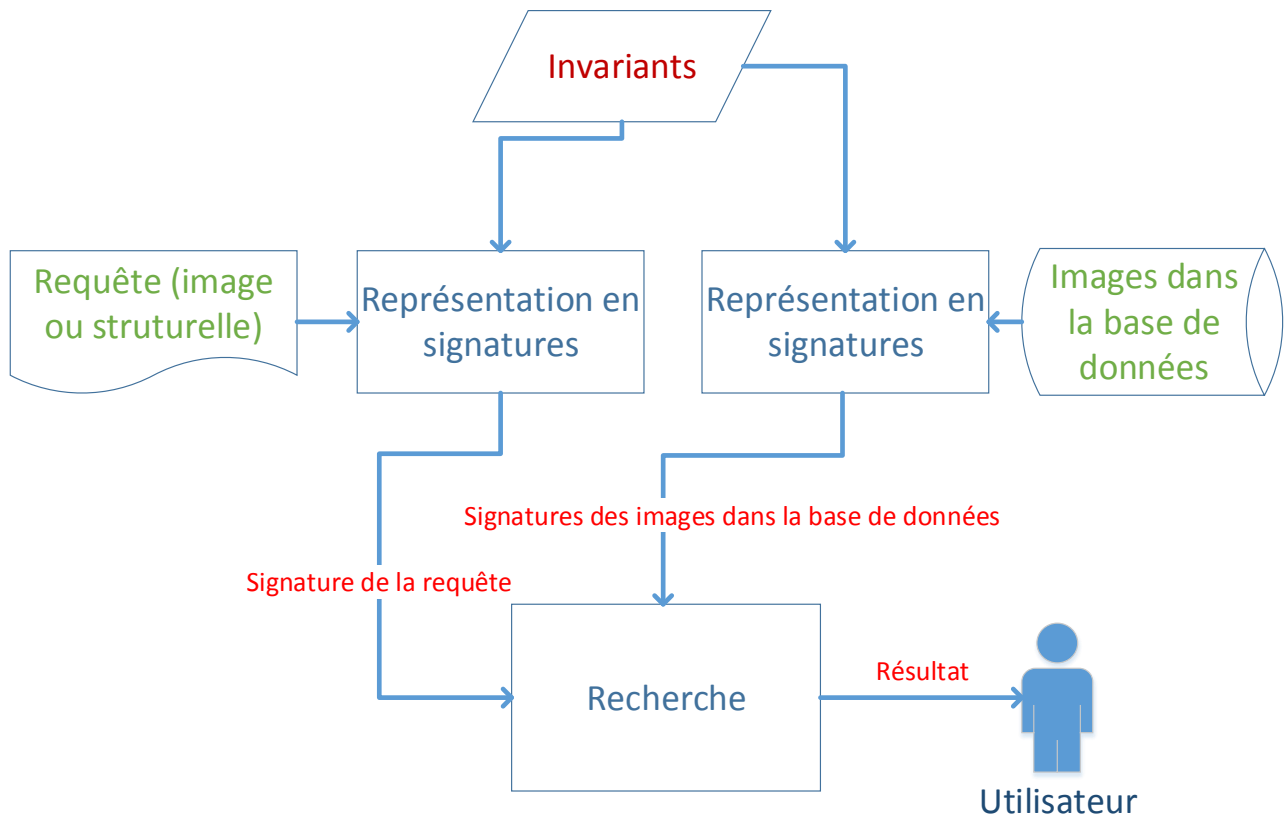 Invariants
Requête (image
ou struturelle)
Représentation en
signatures
Représentation en
signatures
Images dans
la base de
données
Signatures des images dans la base de données
Signature de la requête
Recherche
Résultat
Utilisateur